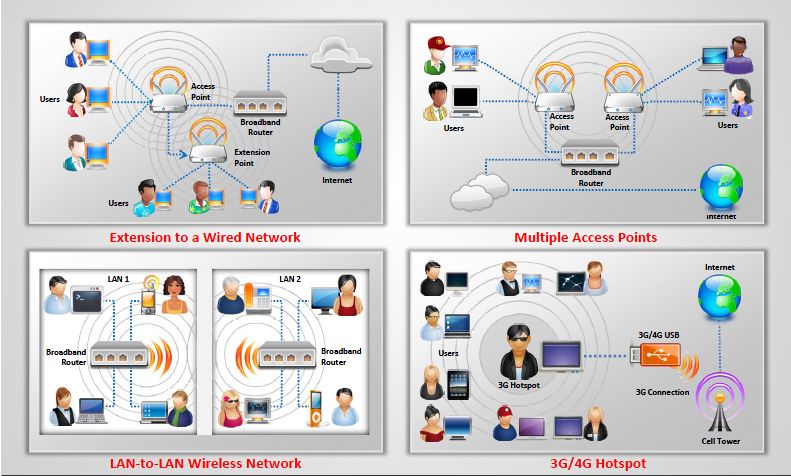 Users
Access
Point
Broadband
Router
Extension
Point
Internet
Users
Extension to a Wired Network
Users
Access
Point
Access
Point
Users
Broadband
Router
Internet
Multiple Access Points
LAN 1
Broadband
Router
LAN 2
Broadband
Router
LAN-to-LAN Wireless Network
Internet
Users
3G Hotspot
3G/4G USB
3G Connection
Cell Tower
3G/4G Hotspot